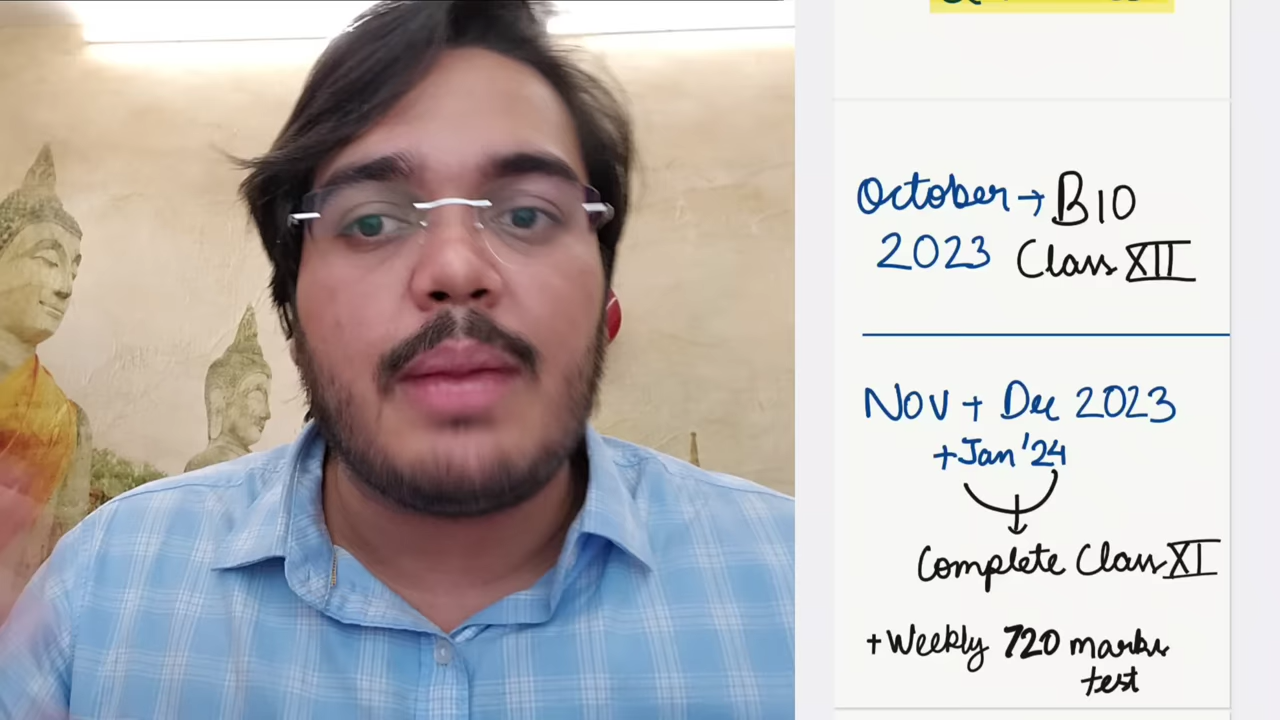 October → BIO
2023 Class XII
Nov + Dec 2023
+Jan '24
Complete Class XI
+ Weekly 720 marks
test